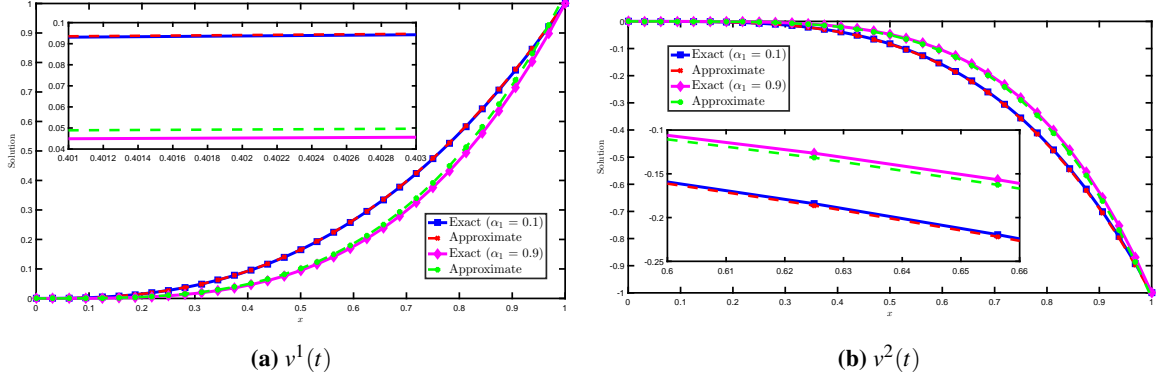 1
0.9
0.8
0.7
0.6
0.5
0.4
0.3
0.2
0.1
0
Solution
0.1
0.09
0.08
0.07
0.06
0.05
0.04
0.401 0.4014 0.4016 0.4018 0.402 0.4022 0.4024 0.4026 0.4028 0.403
Exact (α₁ = 0.1)
Approximate
Exact (α₁ = 0.9)
Approximate
0 0.1 0.2 0.3 0.4 0.5 0.6 0.7 0.8 0.9 1
x
(a) v¹(t)
0
-0.1
-0.2
-0.3
-0.4
-0.5
-0.6
-0.7
-0.8
-0.9
-1
Solution
Exact (α₁ = 0.1)
Approximate
Exact (α₁ = 0.9)
Approximate
-0.1
-0.15
-0.2
-0.25
0.6 0.61 0.62 0.63 0.64 0.65 0.66
0 0.1 0.2 0.3 0.4 0.5 0.6 0.7 0.8 0.9 1
x
(b) v²(t)